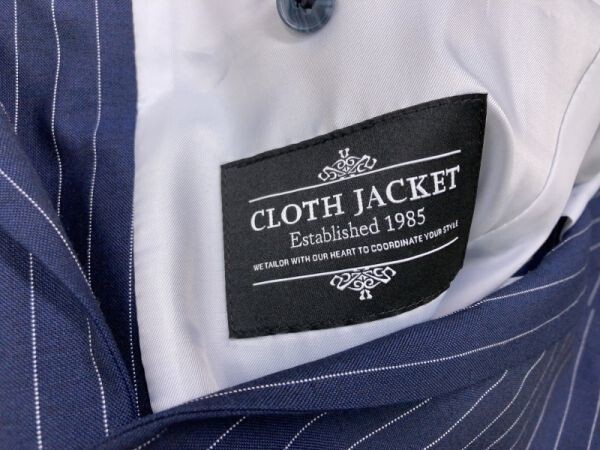 CLOTH JACKET
Established 1985
WE TAILOR WITH OUR HEART TO COORDINATE YOUR STYLE